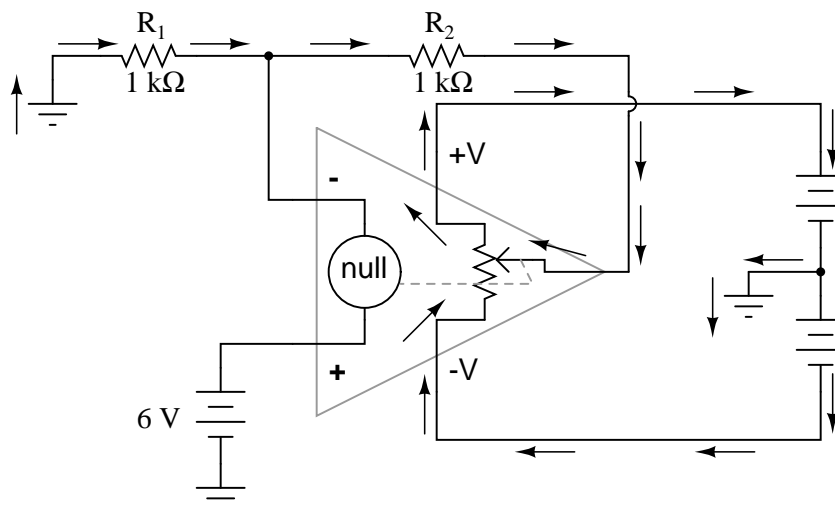 R₁ R₂
1 kΩ 1 kΩ
+V
-
null
-V
+
6 V